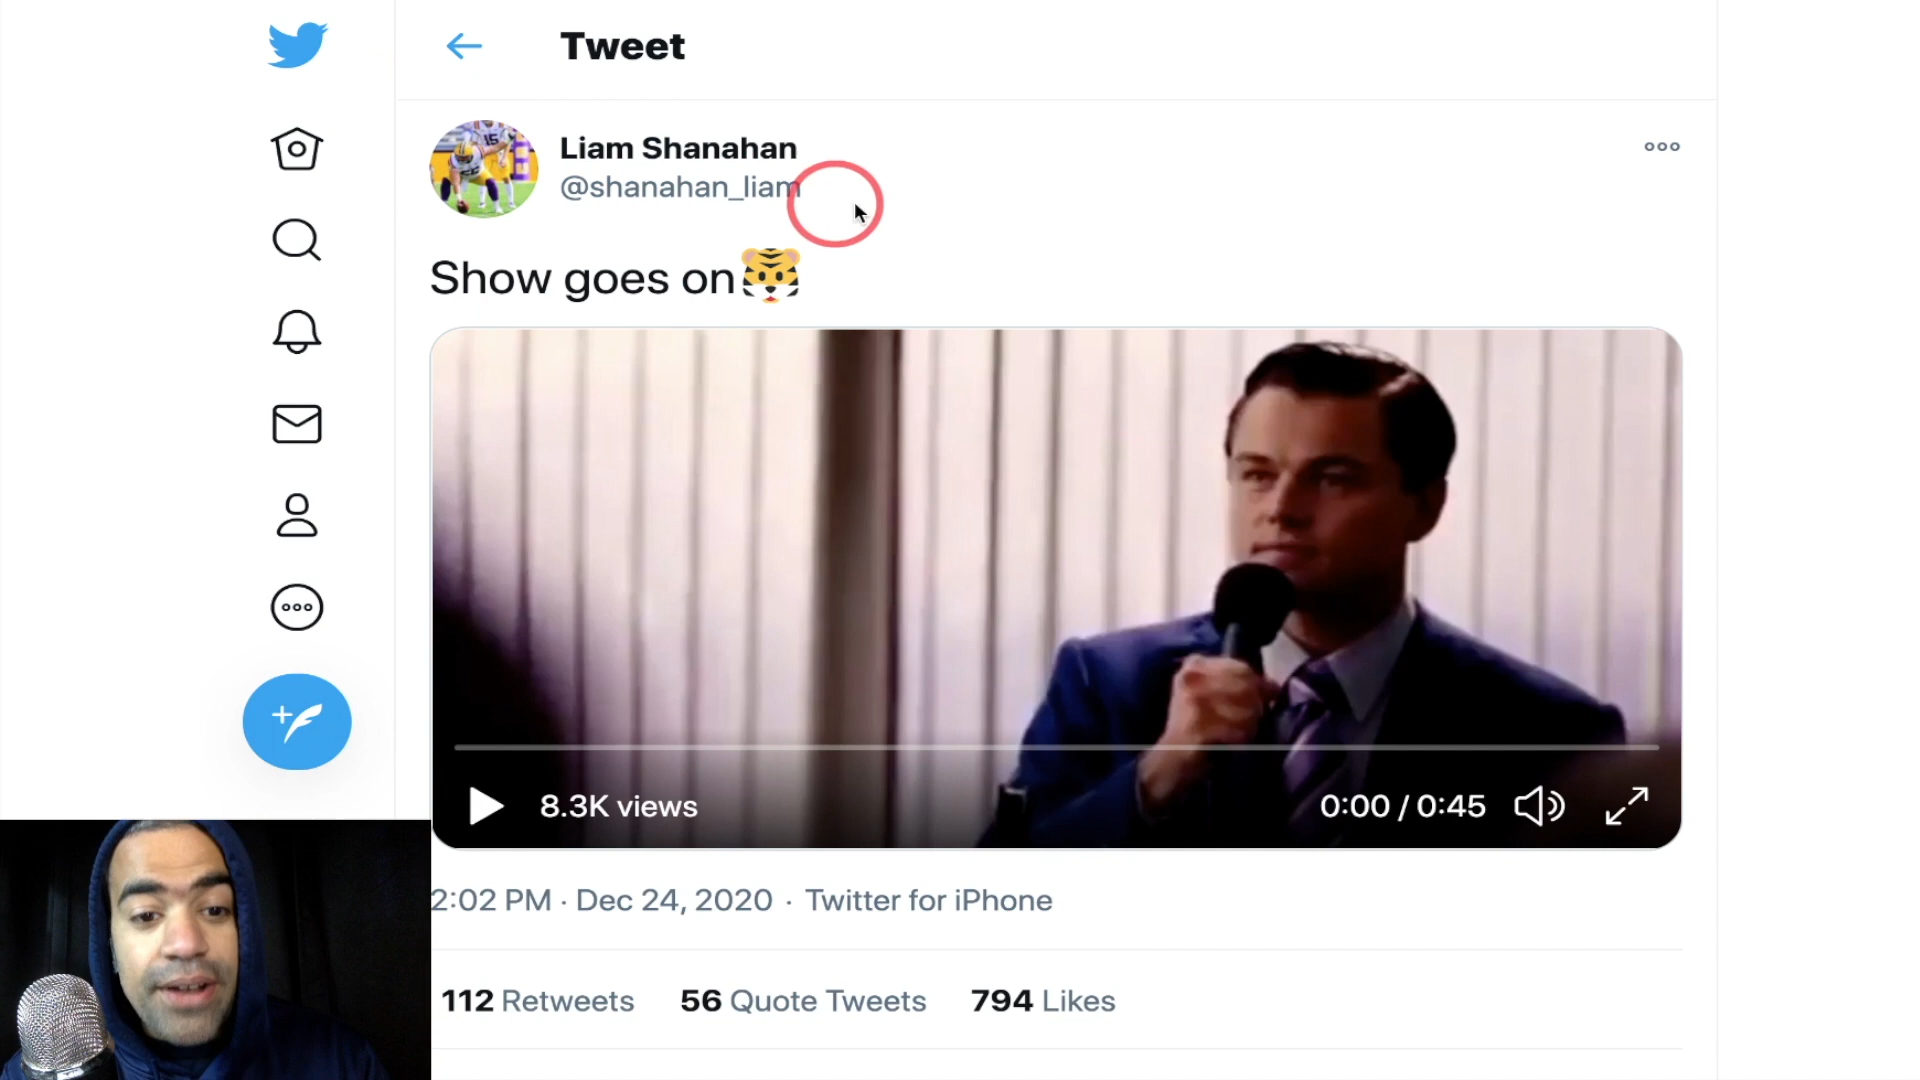 Tweet
Liam Shanahan
@shanahan_liam
Show goes on
8.3K views
0:00 / 0:45
2:02 PM · Dec 24, 2020 · Twitter for iPhone
112 Retweets 56 Quote Tweets 794 Likes